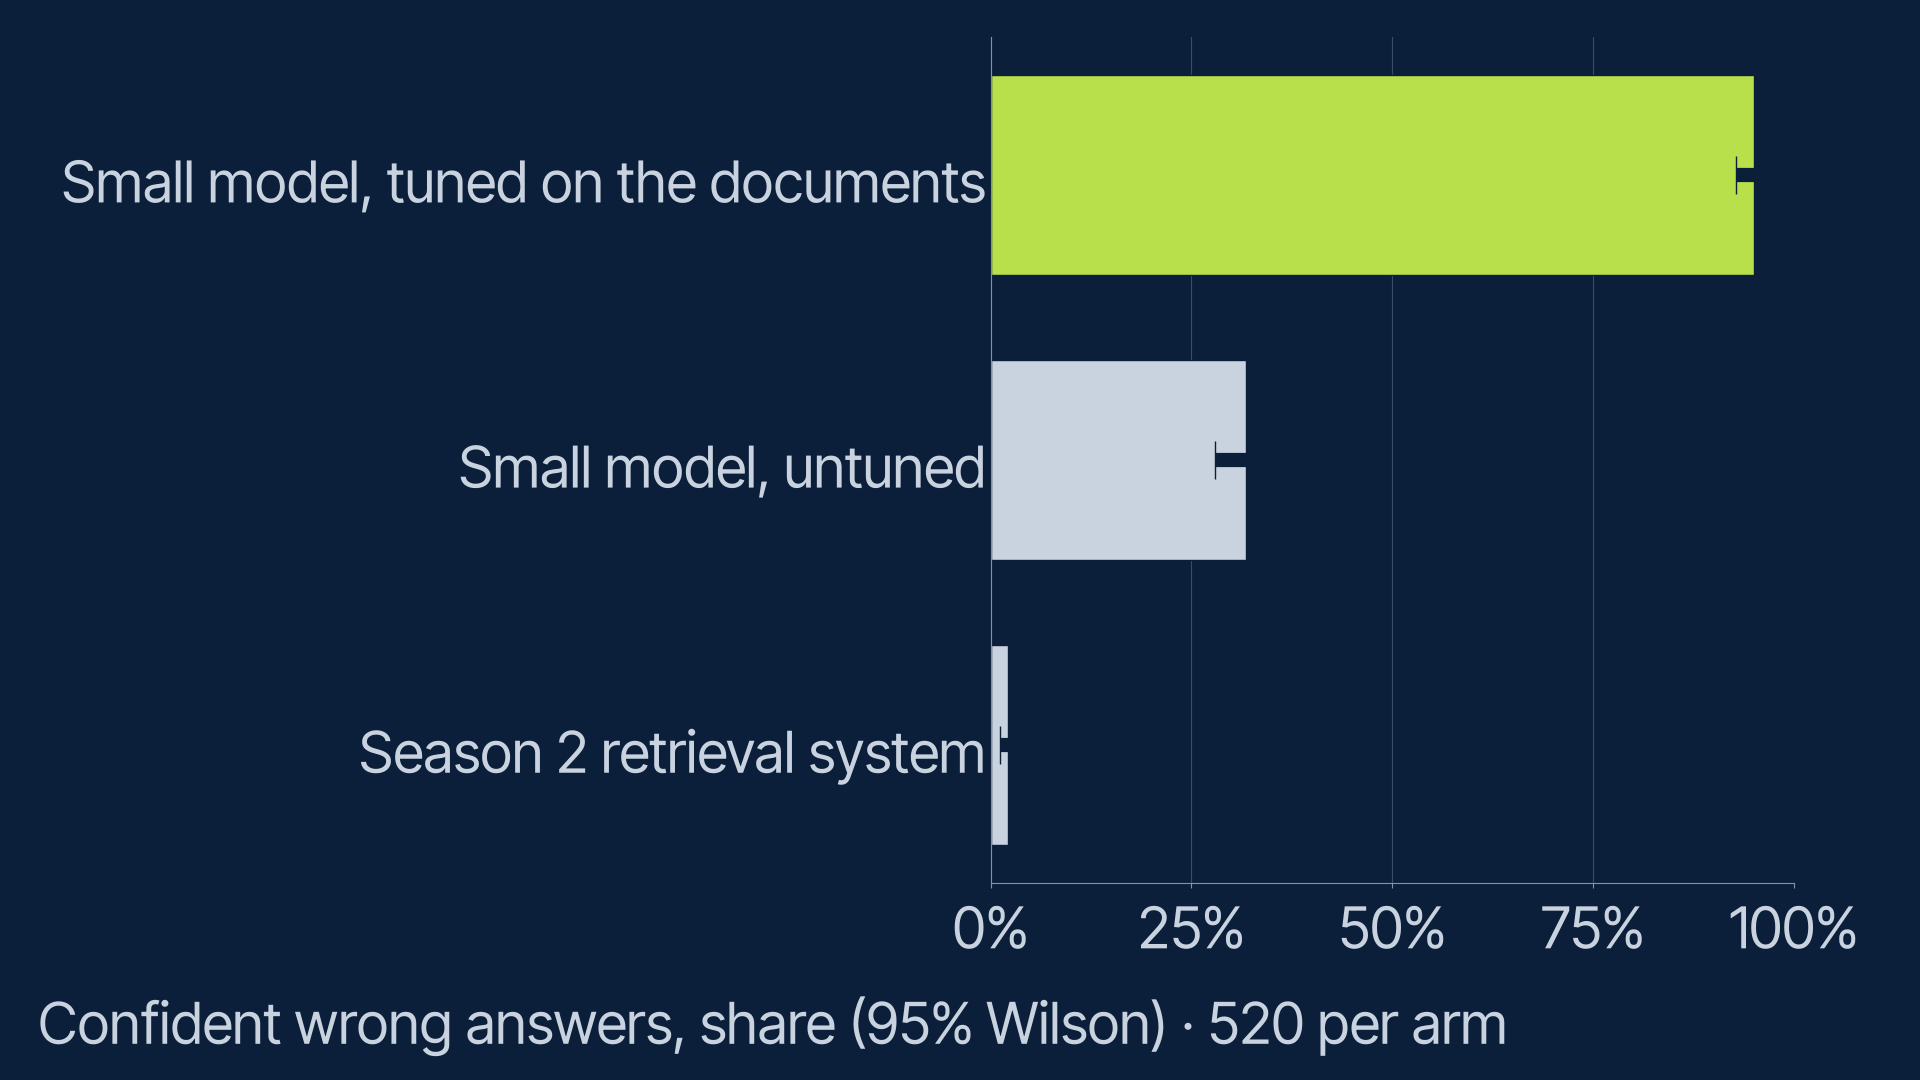 Small model, tuned on the documents
Small model, untuned
Season 2 retrieval system
0% 25% 50% 75% 100%
Confident wrong answers, share (95% Wilson) · 520 per arm